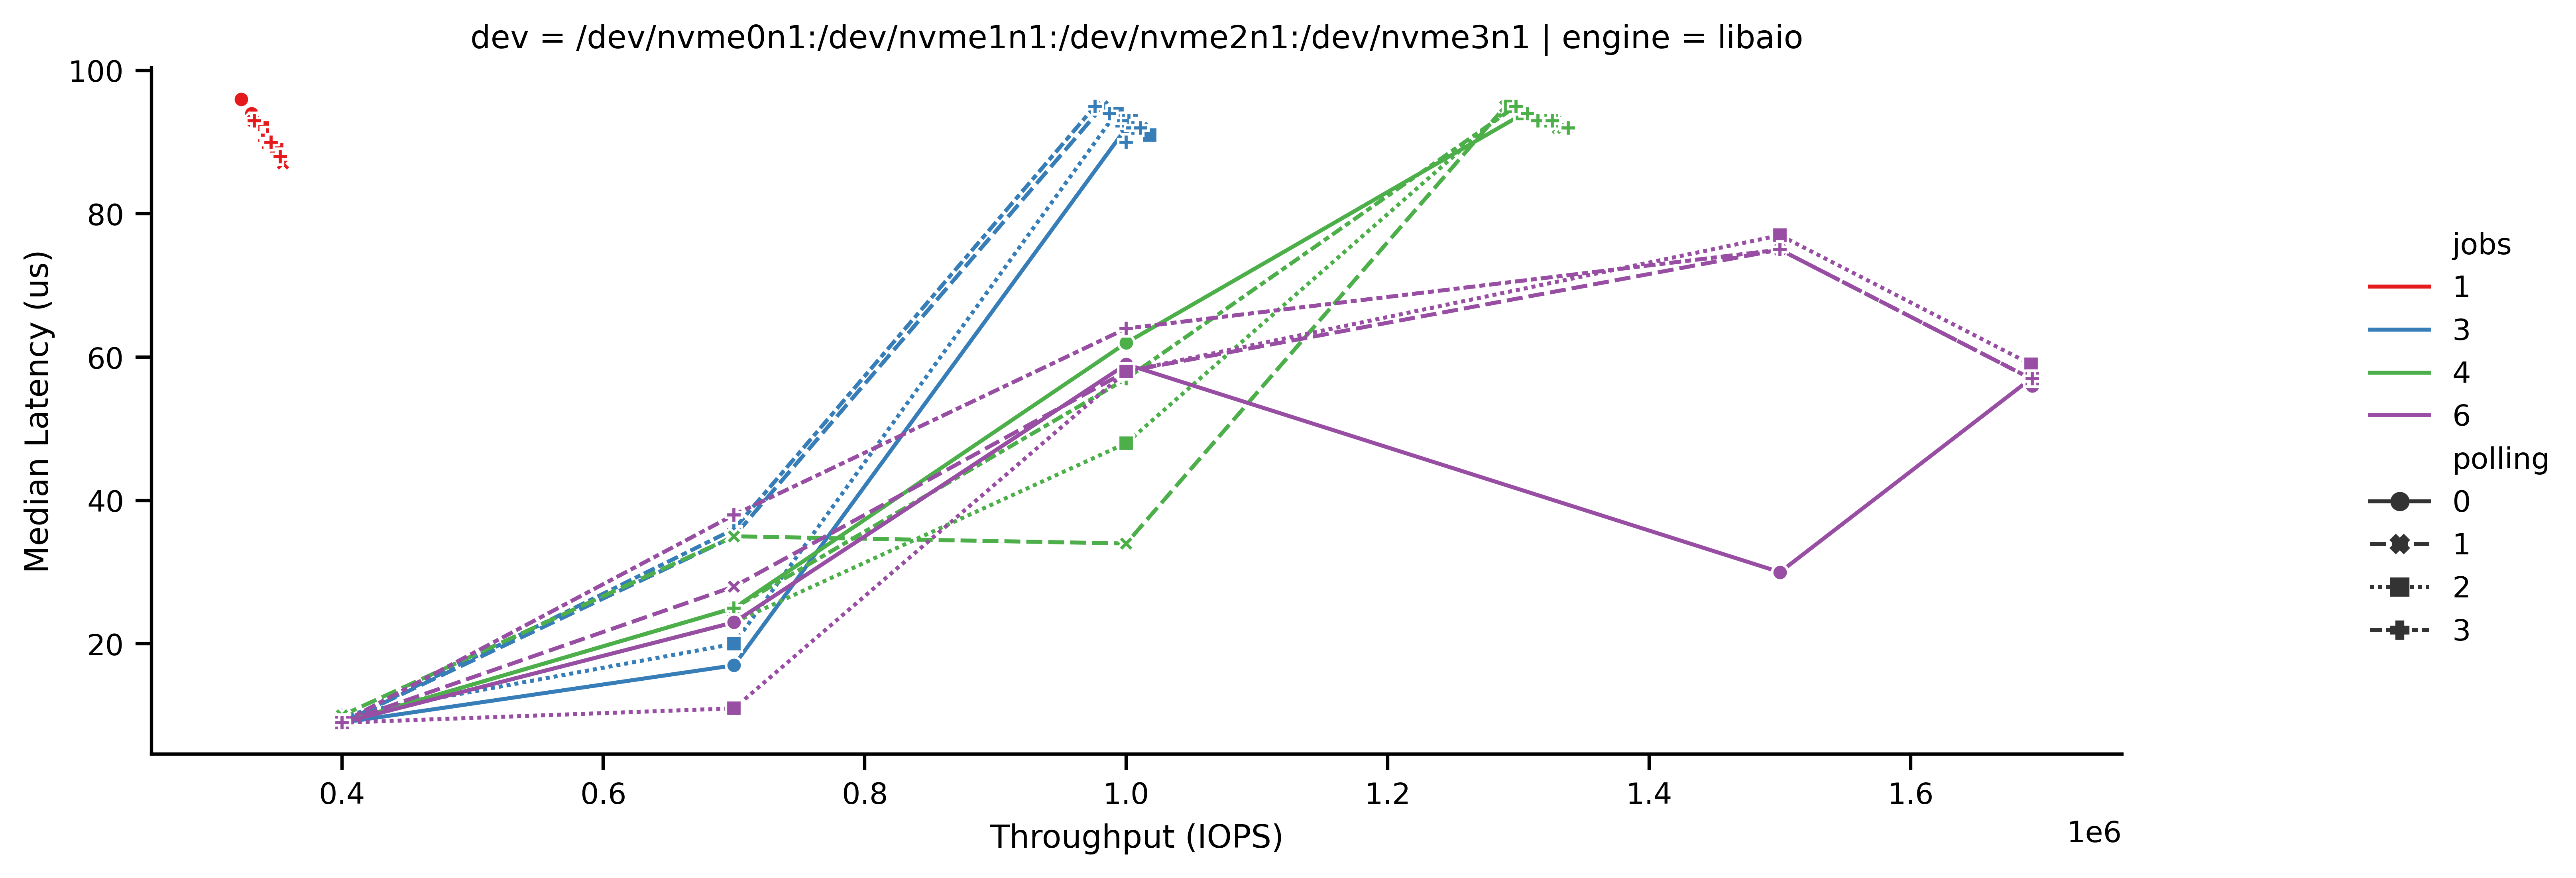 dev = /dev/nvme0n1:/dev/nvme1n1:/dev/nvme2n1:/dev/nvme3n1 | engine = libaio
100
80
60
40
20
Median Latency (us)
0.4 0.6 0.8 1.0 1.2 1.4 1.6
1e6
Throughput (IOPS)
jobs
1
3
4
6
polling
0
1
2
3